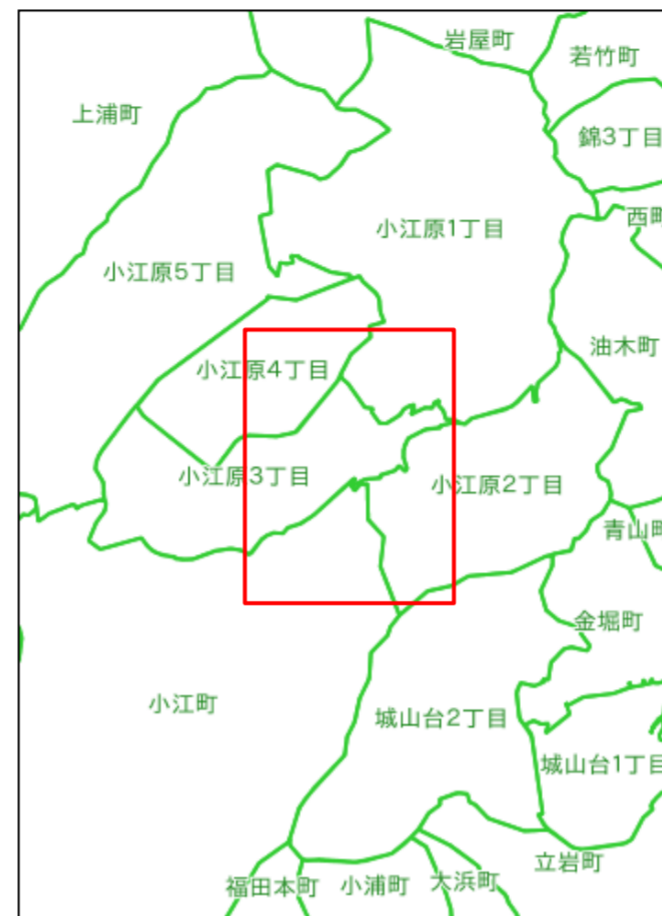 岩屋町
若竹町
上浦町
錦3丁目
西町
小江原1丁目
小江原5丁目
油木町
小江原4丁目
小江原3丁目
小江原2丁目
青山町
金堀町
小江町
城山台2丁目
城山台1丁目
立岩町
福田本町
小浦町
大浜町